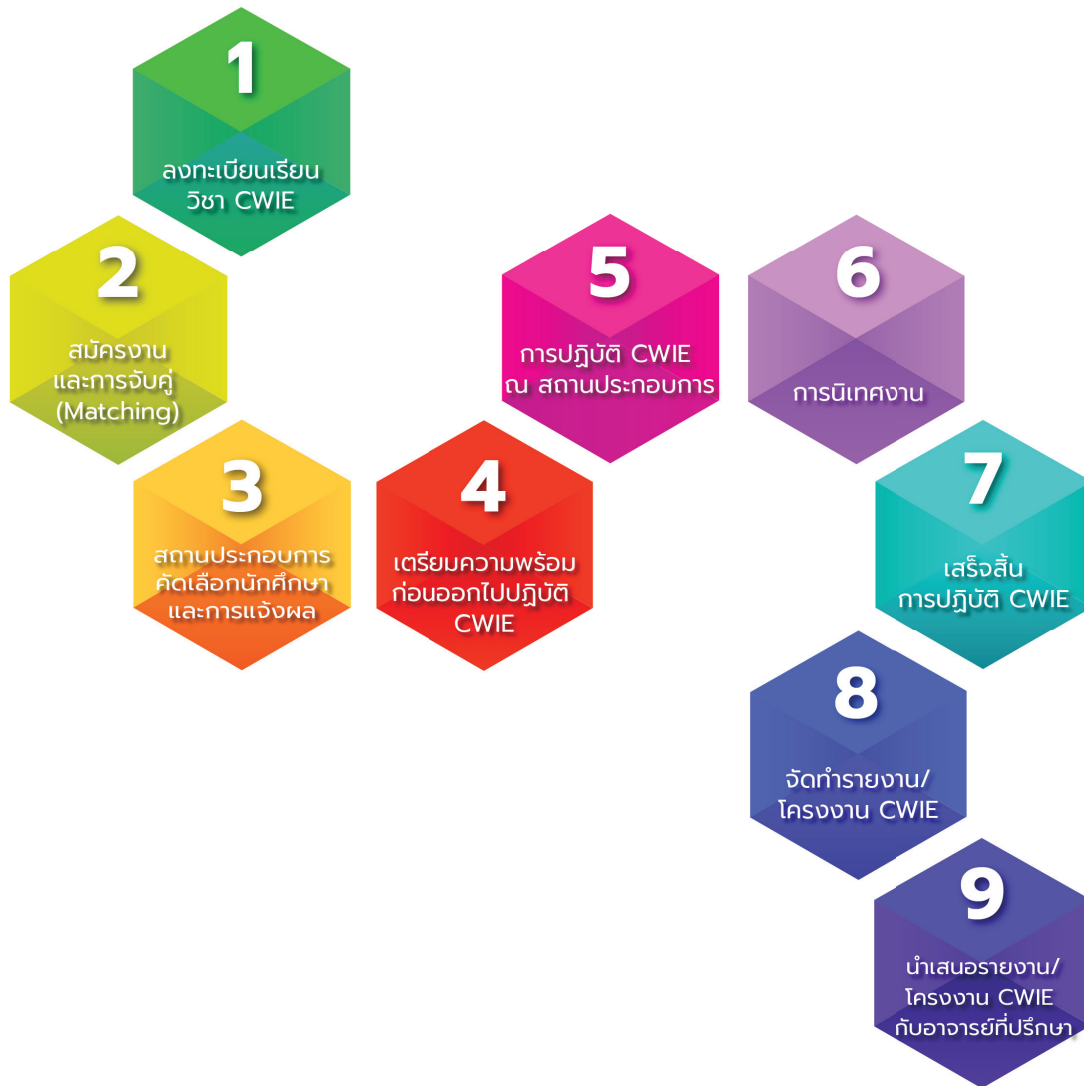 1
ลงทะเบียนเรียน
วิชา CWIE
2
สมัครงาน
และการจับคู่
(Matching)
3
สถานประกอบการ
คัดเลือกนักศึกษา
และการแจ้งผล
4
เตรียมความพร้อม
ก่อนออกไปปฏิบัติ
CWIE
5
การปฏิบัติ CWIE
ณ สถานประกอบการ
6
การนิเทศงาน
7
เสร็จสิ้น
การปฏิบัติ CWIE
8
จัดทำรายงาน/
โครงงาน CWIE
9
นำเสนอรายงาน/
โครงงาน CWIE
กับอาจารย์ที่ปรึกษา